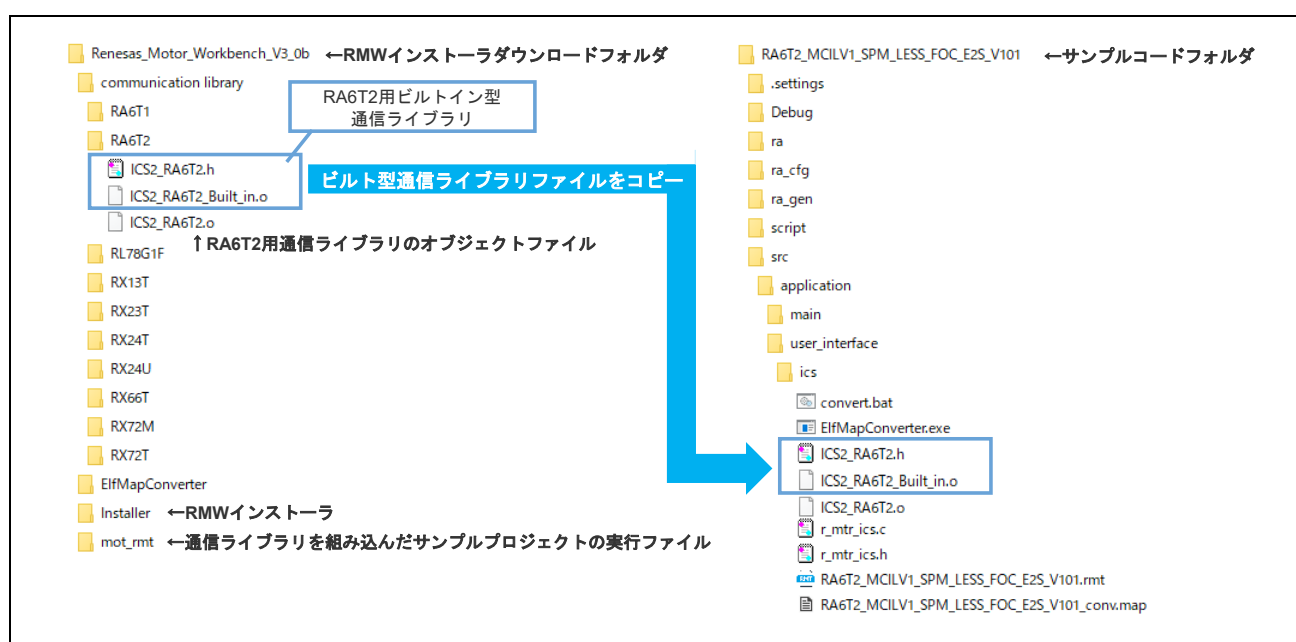 Renesas_Motor_Workbench_V3_0b ←RMWインストーラダウンロードフォルダ
communication library
RA6T1
RA6T2用ビルトイン型
通信ライブラリ
RA6T2
ICS2_RA6T2.h
ICS2_RA6T2_Built_in.o
ビルト型通信ライブラリファイルをコピー
ICS2_RA6T2.o
↑RA6T2用通信ライブラリのオブジェクトファイル
RL78G1F
RX13T
RX23T
RX24T
RX24U
RX66T
RX72M
RX72T
ElfMapConverter
Installer ←RMWインストーラ
mot_rmt ←通信ライブラリを組み込んだサンプルプロジェクトの実行ファイル
RA6T2_MCILV1_SPM_LESS_FOC_E2S_V101 ←サンプルコードフォルダ
.settings
Debug
ra
ra_cfg
ra_gen
script
src
application
main
user_interface
ics
convert.bat
ElfMapConverter.exe
ICS2_RA6T2.h
ICS2_RA6T2_Built_in.o
ICS2_RA6T2.o
r_mtr_ics.c
r_mtr_ics.h
RA6T2_MCILV1_SPM_LESS_FOC_E2S_V101.rmt
RA6T2_MCILV1_SPM_LESS_FOC_E2S_V101_conv.map